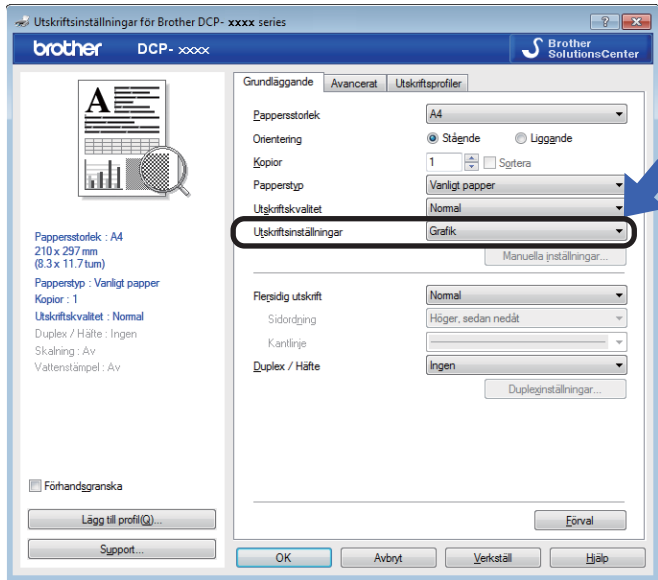 Utskriftsinställningar för Brother DCP- xxxx series
brother DCP- xxxx
Brother
SolutionsCenter
A
Pappersstorlek : A4
210 x 297 mm
(8.3 x 11.7 tum)
Papperstyp : Vanligt papper
Kopior : 1
Utskriftskvalitet : Normal
Duplex / Häfte : Ingen
Skalning : Av
Vattenstämpel : Av
Förhandsgranska
Lägg till profil(Q)...
Support...
Grundläggande Avancerat Utskriftsprofiler
Pappersstorlek A4
Orientering Stående Liggande
Kopior 1 Sortera
Papperstyp Vanligt papper
Utskriftskvalitet Normal
Utskriftsinställningar Grafik
Manuella inställningar...
Flersidig utskrift Normal
Sidordning Höger, sedan nedåt
Kantlinje
Duplex / Häfte Ingen
Duplexinställningar...
Förval
OK Avbryt Verkställ Hjälp